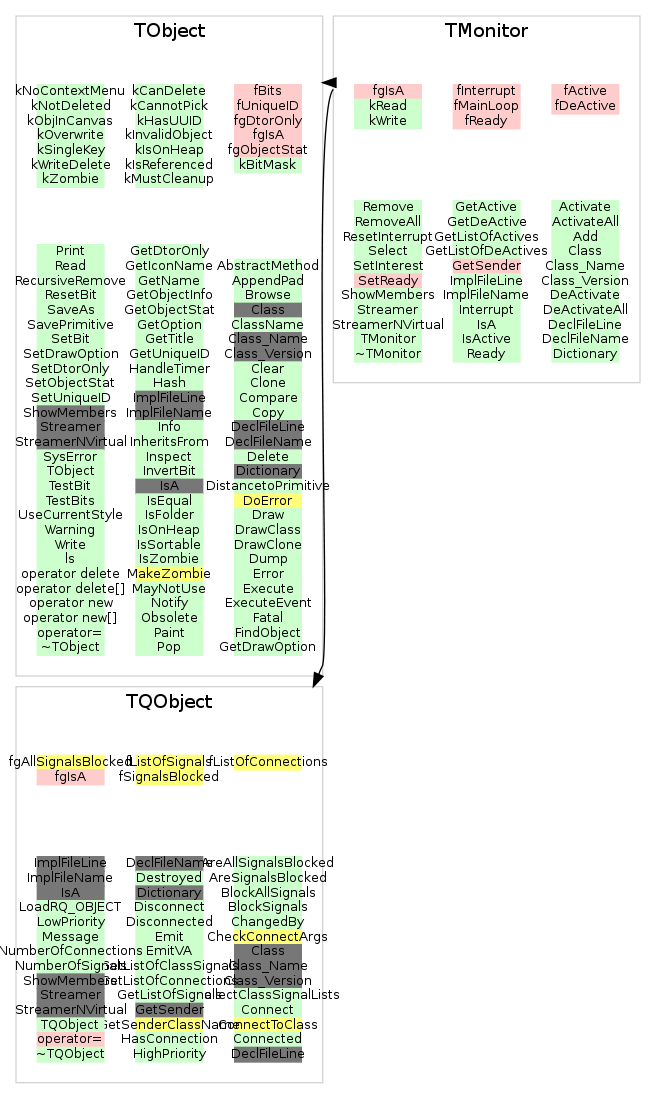 TObject
kNoContextMenu kCanDelete fBits
kNotDeleted kCannotPick fUniqueID
kObjInCanvas kHasUUID fgDtorOnly
kOverwrite kInvalidObject fgIsA
kSingleKey kIsOnHeap fgObjectStat
kWriteDelete kIsReferenced kBitMask
kZombie kMustCleanup
Print GetDtorOnly
Read GetIconName AbstractMethod
RecursiveRemove GetName AppendPad
ResetBit GetObjectInfo Browse
SaveAs GetObjectStat Class
SavePrimitive GetOption ClassName
SetBit GetTitle Class_Name
SetDrawOption GetUniqueID Class_Version
SetDtorOnly HandleTimer Clear
SetObjectStat Hash Clone
SetUniqueID ImplFileLine Compare
ShowMembers ImplFileName Copy
Streamer Info DeclFileLine
StreamerNVirtual InheritsFrom DeclFileName
SysError Inspect Delete
TObject InvertBit Dictionary
TestBit IsA DistancetoPrimitive
TestBits IsEqual DoError
UseCurrentStyle IsFolder Draw
Warning IsOnHeap DrawClass
Write IsSortable DrawClone
ls IsZombie Dump
operator delete MakeZombie Error
operator delete[] MayNotUse Execute
operator new Notify ExecuteEvent
operator new[] Obsolete Fatal
operator= Paint FindObject
~TObject Pop GetDrawOption
TMonitor
fgIsA fInterrupt fActive
kRead fMainLoop fDeActive
kWrite fReady
Remove GetActive Activate
RemoveAll GetDeActive ActivateAll
ResetInterrupt GetListOfActives Add
Select GetListOfDeActives Class
SetInterest GetSender Class_Name
SetReady ImplFileLine Class_Version
ShowMembers ImplFileName DeActivate
Streamer Interrupt DeActivateAll
StreamerNVirtual IsA DeclFileLine
TMonitor IsActive DeclFileName
~TMonitor Ready Dictionary
TQObject
fgAllSignalsBlocked fListOfSignals fListOfConnections
fgIsA fSignalsBlocked
ImplFileLine DeclFileName AreAllSignalsBlocked
ImplFileName Destroyed AreSignalsBlocked
IsA Dictionary BlockAllSignals
LoadRQ_OBJECT Disconnect BlockSignals
LowPriority Disconnected ChangedBy
Message Emit CheckConnectArgs
NumberOfConnections EmitVA Class
NumberOfSignals GetListOfClassSignals Class_Name
ShowMembers GetListOfConnections Class_Version
Streamer GetListOfSignals CollectClassSignalLists
StreamerNVirtual GetSender Connect
TQObject GetSenderClassName ConnectToClass
operator= HasConnection Connected
~TQObject HighPriority DeclFileLine